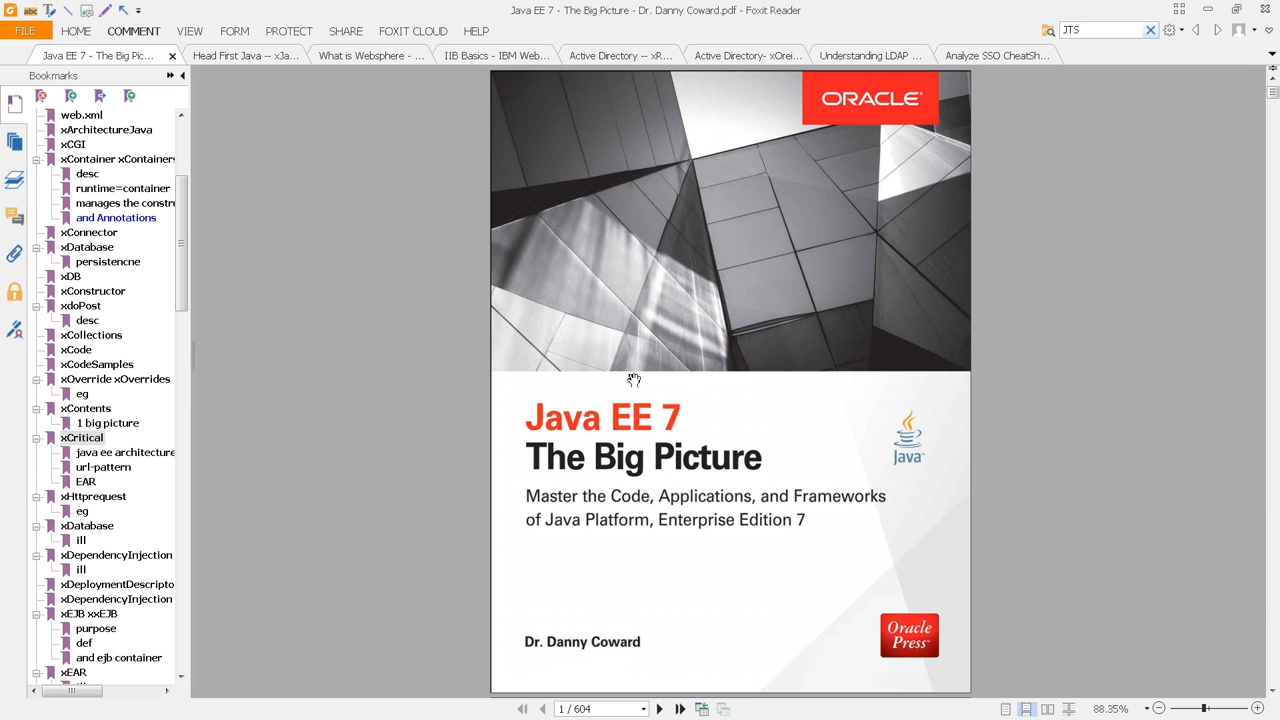 Java EE 7 - The Big Picture - Dr. Danny Coward.pdf - Foxit Reader
FILE HOME COMMENT VIEW FORM PROTECT SHARE FOXIT CLOUD HELP JTS
Java EE 7 - The Big Pic... Head First Java -- xJa... What is Websphere - ... IIB Basics - IBM Web... Active Directory -- xR... Active Directory- xOrei... Understanding LDAP ... Analyze SSO CheatSh...
Bookmarks
web.xml
xArchitectureJava
xCGI
xContainer xContainers
desc
runtime=container
manages the constru
and Annotations
xConnector
xDatabase
persistencne
xDB
xConstructor
xdoPost
desc
xCollections
xCode
xCodeSamples
xOverride xOverrides
eg
xContents
1 big picture
xCritical
java ee architecture
url-pattern
EAR
xHttprequest
eg
xDatabase
ill
xDependencyInjection
ill
xDeploymentDescripto
xDependencyInjection
xEJB xxEJB
purpose
def
and ejb container
xEAR
ORACLE
Java EE 7
The Big Picture
Java
Master the Code, Applications, and Frameworks
of Java Platform, Enterprise Edition 7
Dr. Danny Coward
Oracle
Press
1 / 604
88.35%